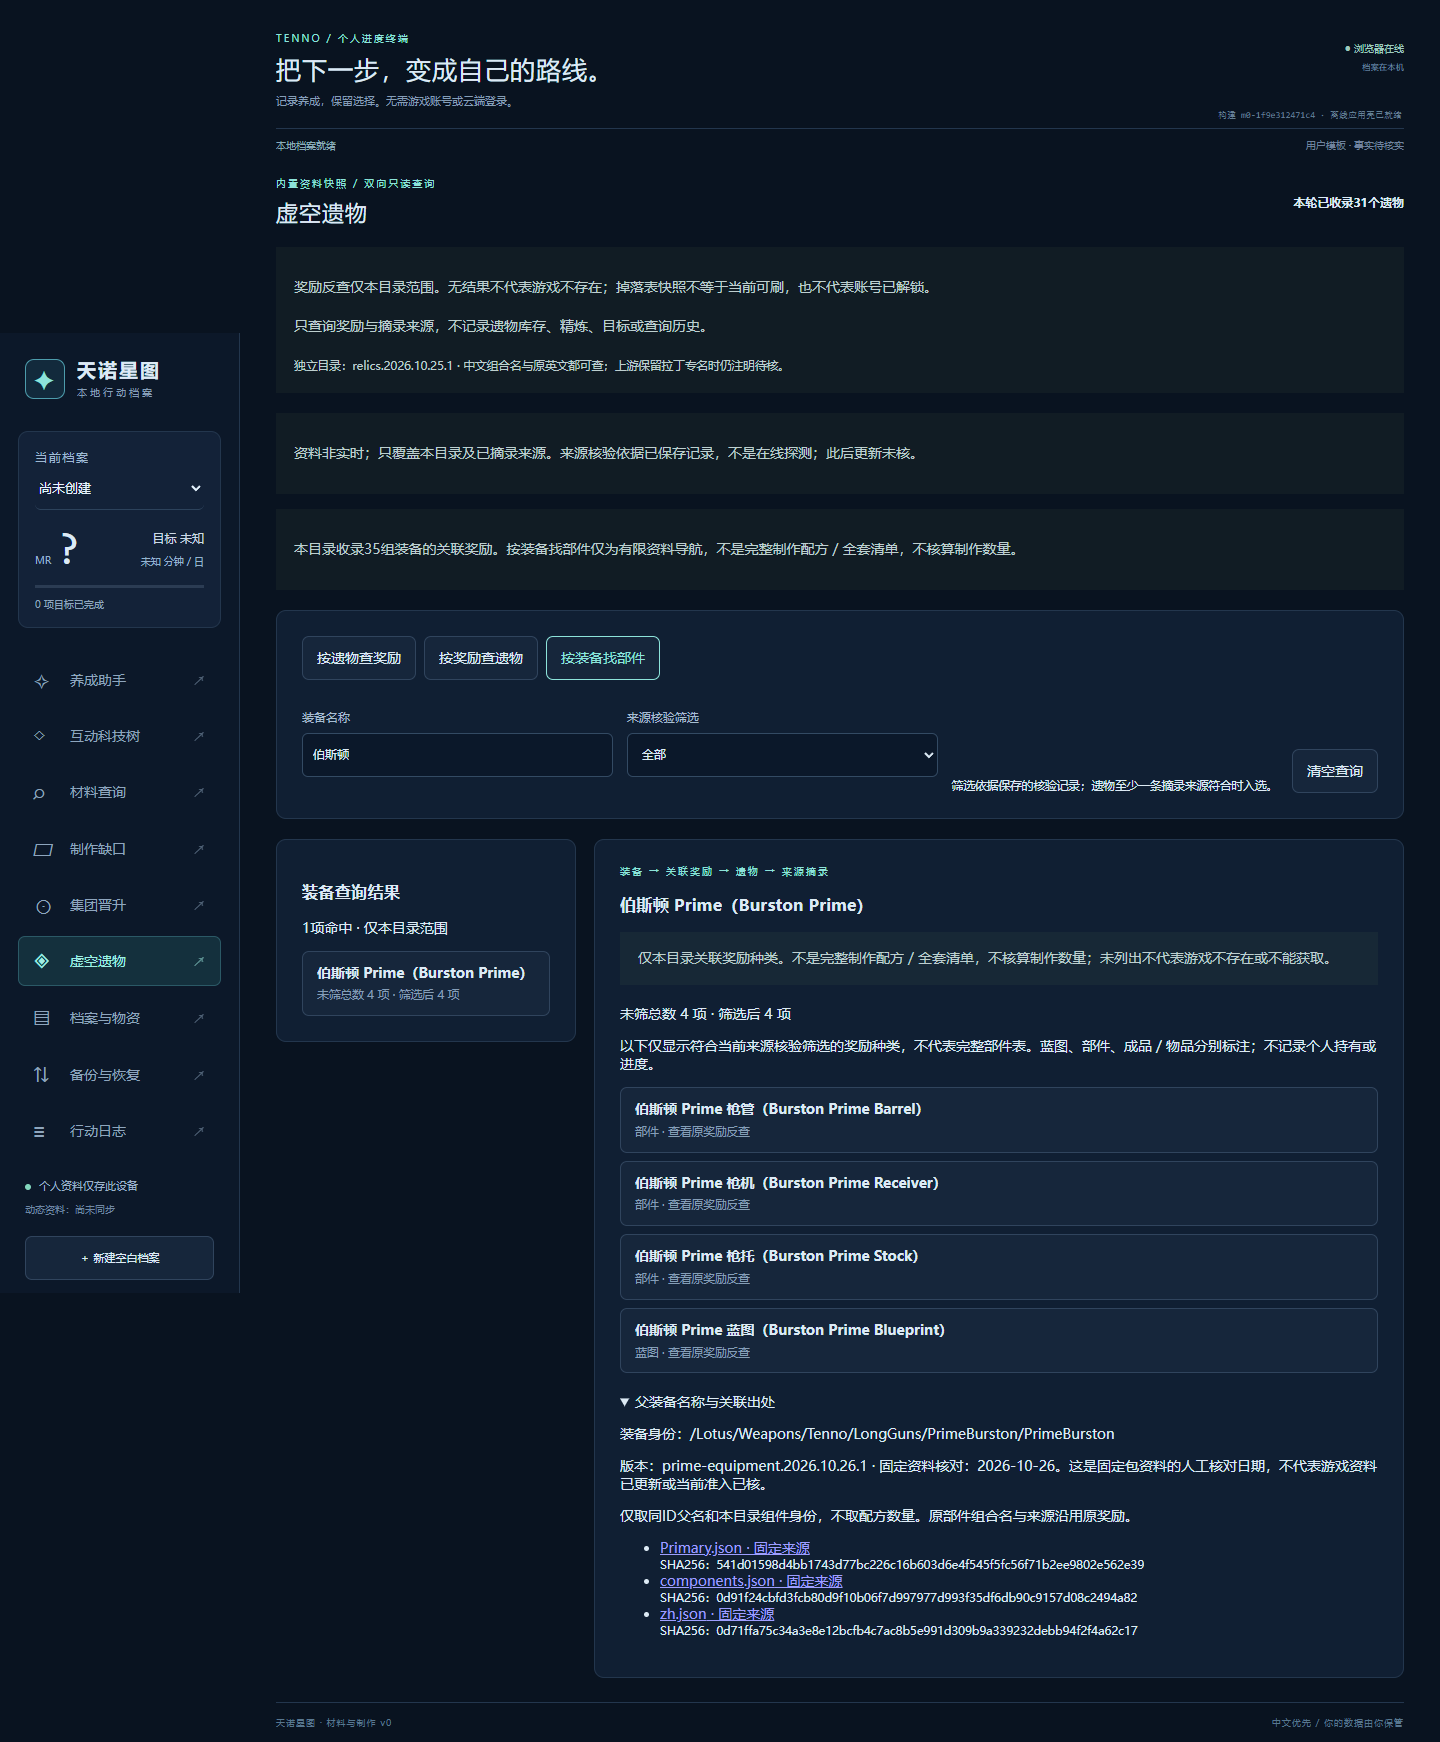 TENNO / 个人进度终端
把下一步，变成自己的路线。
记录养成，保留选择。无需游戏账号或云端登录。
浏览器在线
档案在本机
构建 m0-1f9e312471c4 · 离线应用壳已就绪
本地档案就绪
用户模板 · 事实待核实
内置资料快照 / 双向只读查询
虚空遗物
本轮已收录31个遗物
奖励反查仅本目录范围。无结果不代表游戏不存在；掉落表快照不等于当前可刷，也不代表账号已解锁。
只查询奖励与摘录来源，不记录遗物库存、精炼、目标或查询历史。
独立目录：relics.2026.10.25.1 · 中文组合名与原英文都可查；上游保留拉丁专名时仍注明待核。
资料非实时；只覆盖本目录及已摘录来源。来源核验依据已保存记录，不是在线探测；此后更新未核。
本目录收录35组装备的关联奖励。按装备找部件仅为有限资料导航，不是完整制作配方 / 全套清单，不核算制作数量。
天诺星图
本地行动档案
当前档案
尚未创建
MR ?
目标 未知
未知 分钟 / 日
0 项目标已完成
养成助手 ↗
互动科技树 ↗
材料查询 ↗
制作缺口 ↗
集团晋升 ↗
虚空遗物 ↗
档案与物资 ↗
备份与恢复 ↗
行动日志 ↗
个人资料仅存此设备
动态资料：尚未同步
+ 新建空白档案
按遗物查奖励
按奖励查遗物
按装备找部件
装备名称
伯斯顿
来源核验筛选
全部
筛选依据保存的核验记录；遗物至少一条摘录来源符合时入选。
清空查询
装备查询结果
1项命中 · 仅本目录范围
伯斯顿 Prime（Burston Prime）
未筛总数 4 项 · 筛选后 4 项
装备 → 关联奖励 → 遗物 → 来源摘录
伯斯顿 Prime（Burston Prime）
仅本目录关联奖励种类。不是完整制作配方 / 全套清单，不核算制作数量；未列出不代表游戏不存在或不能获取。
未筛总数 4 项 · 筛选后 4 项
以下仅显示符合当前来源核验筛选的奖励种类，不代表完整部件表。蓝图、部件、成品 / 物品分别标注；不记录个人持有或
进度。
伯斯顿 Prime 枪管（Burston Prime Barrel）
部件 · 查看原奖励反查
伯斯顿 Prime 枪机（Burston Prime Receiver）
部件 · 查看原奖励反查
伯斯顿 Prime 枪托（Burston Prime Stock）
部件 · 查看原奖励反查
伯斯顿 Prime 蓝图（Burston Prime Blueprint）
蓝图 · 查看原奖励反查
▼ 父装备名称与关联出处
装备身份：/Lotus/Weapons/Tenno/LongGuns/PrimeBurston/PrimeBurston
版本：prime-equipment.2026.10.26.1 · 固定资料核对：2026-10-26。这是固定包资料的人工核对日期，不代表游戏资料
已更新或当前准入已核。
仅取同ID父名和本目录组件身份，不取配方数量。原部件组合名与来源沿用原奖励。
Primary.json · 固定来源
SHA256：541d01598d4bb1743d77bc226c16b603d6e4f545f5fc56f71b2ee9802e562e39
components.json · 固定来源
SHA256：0d91f24cbfd3fcb80d9f10b06f7d997977d993f35df6db90c9157d08c2494a82
zh.json · 固定来源
SHA256：0d71ffa75c34a3e8e12bcfb4c7ac8b5e991d309b9a339232debb94f2f4a62c17
天诺星图 · 材料与制作 v0
中文优先 / 你的数据由你保管